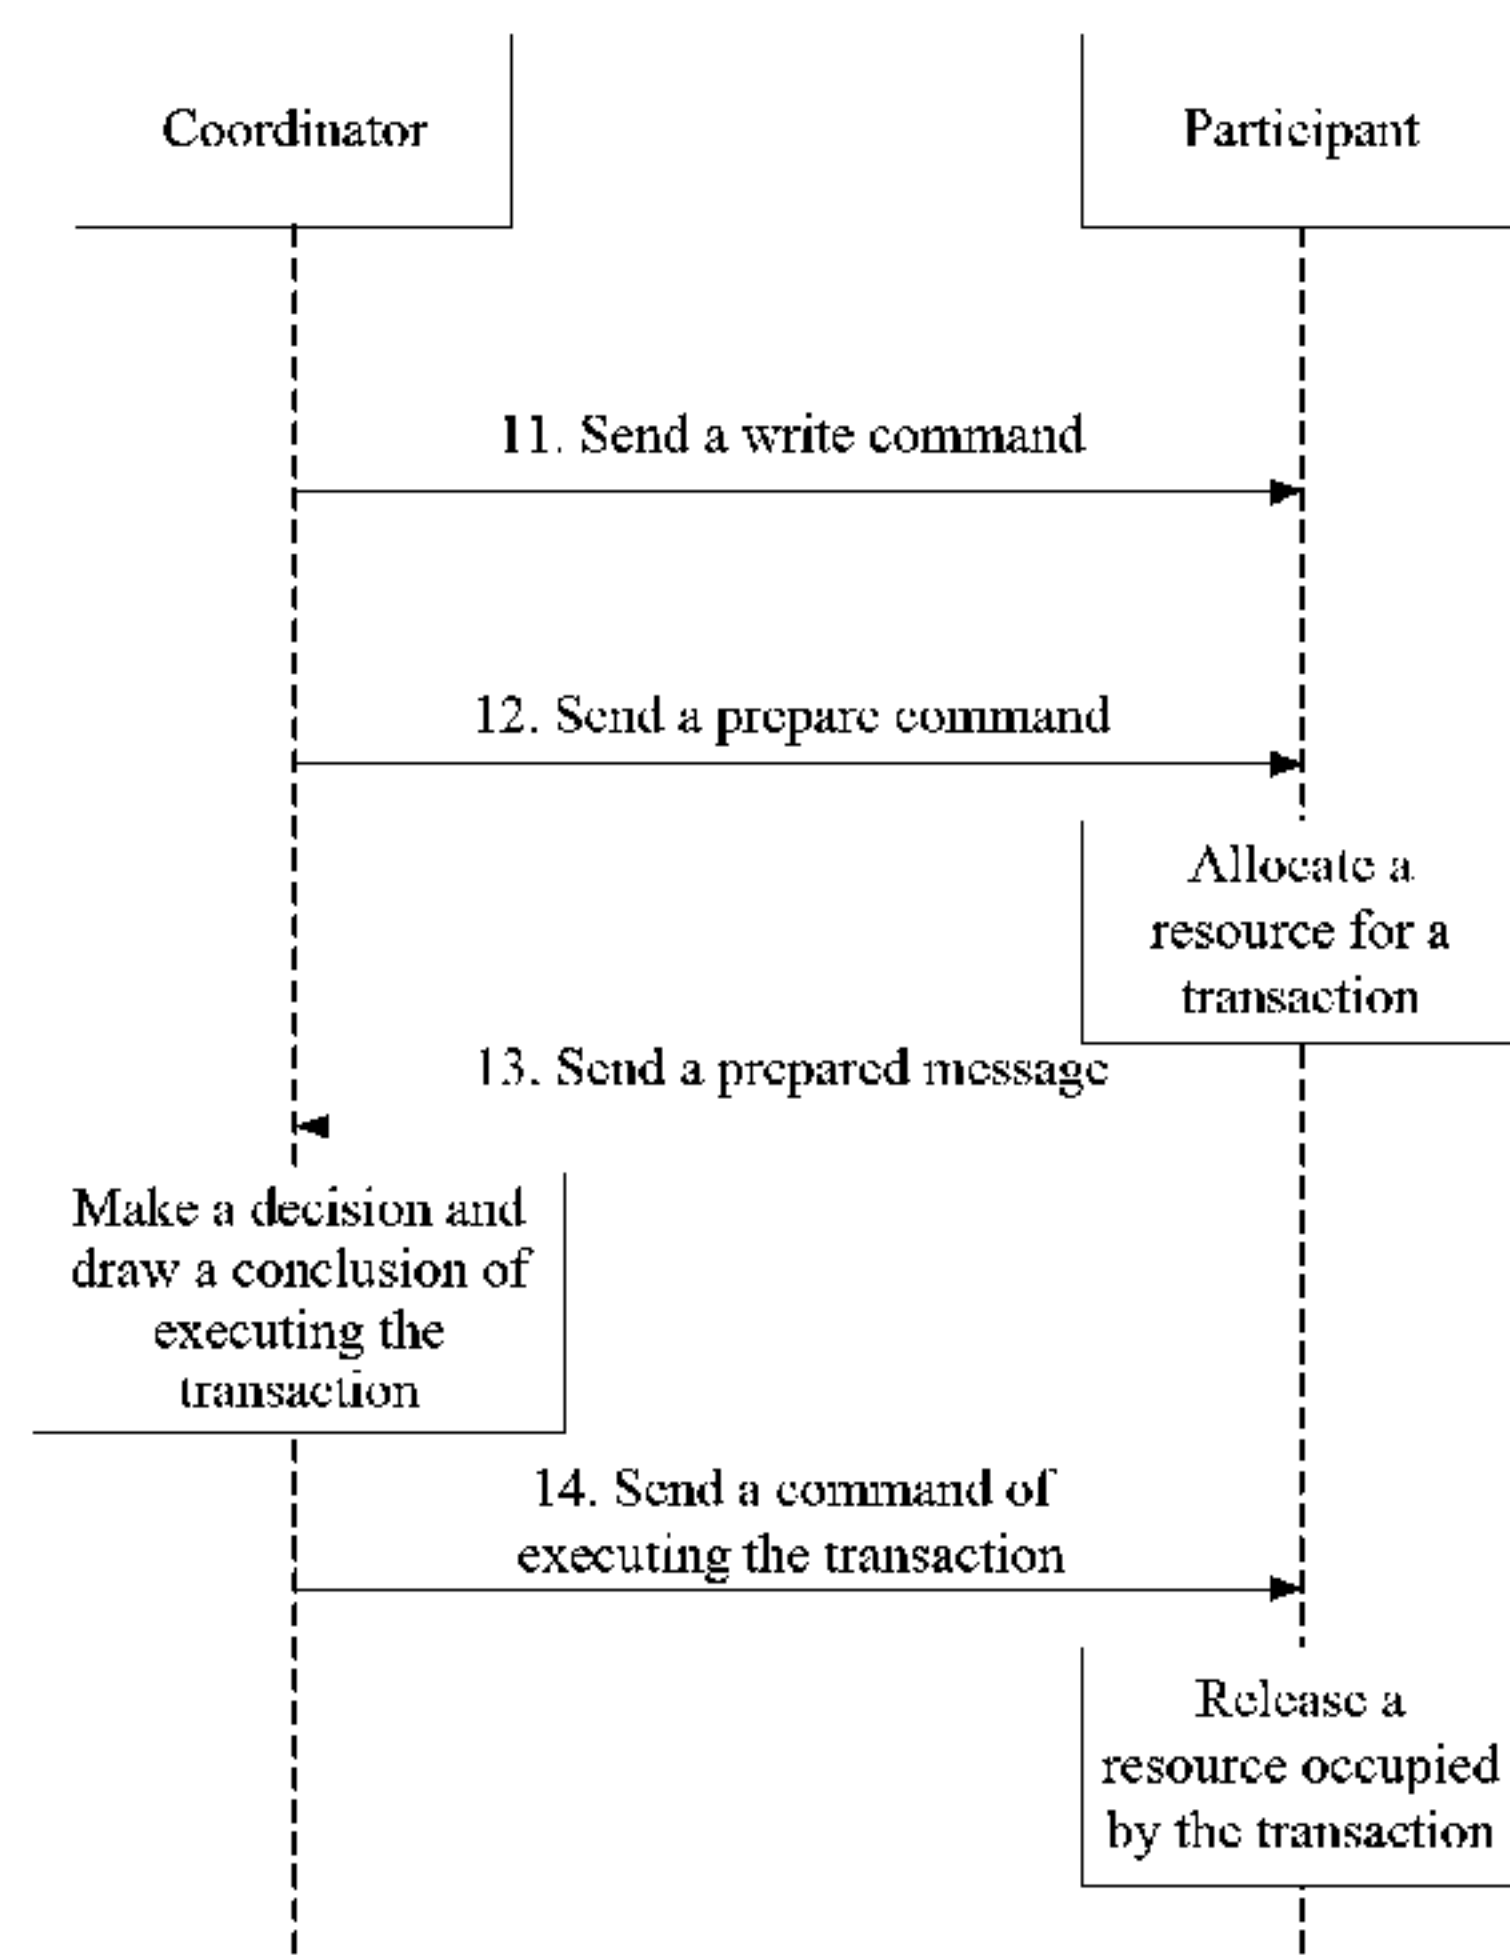 Coordinator
Participant
11. Send a write command
12. Send a prepare command
Allocate a
resource for a
transaction
13. Send a prepared message
Make a decision and
draw a conclusion of
executing the
transaction
14. Send a command of
executing the transaction
Release a
resource occupied
by the transaction